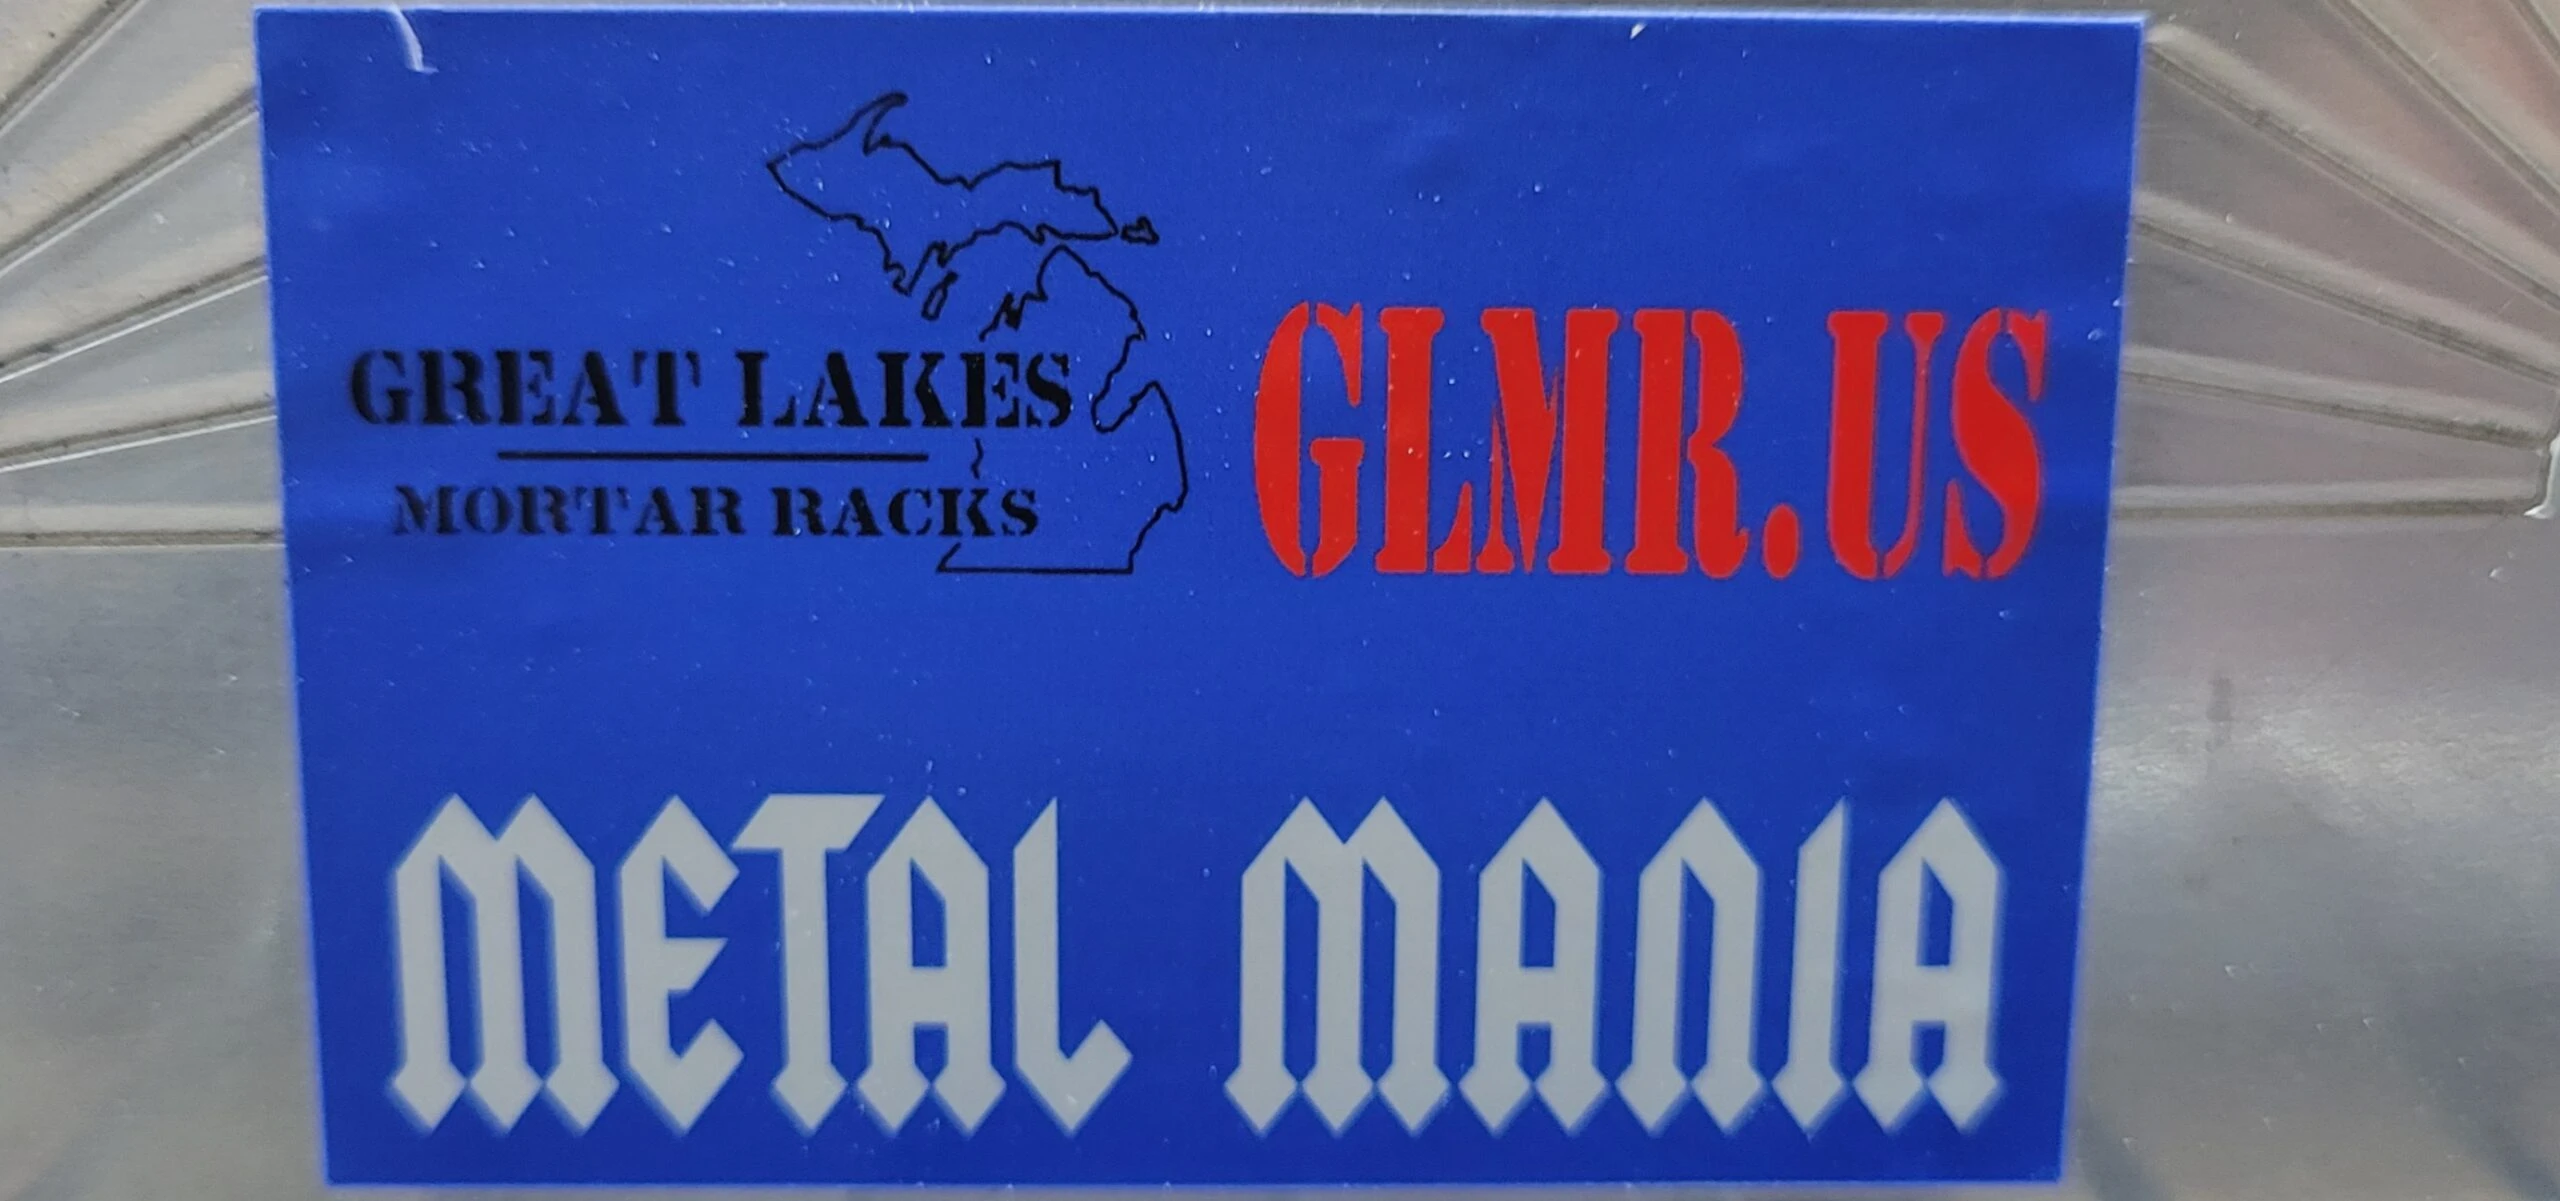 GREAT LAKES
MORTAR RACKS
GLMR.US
METAL MANIA